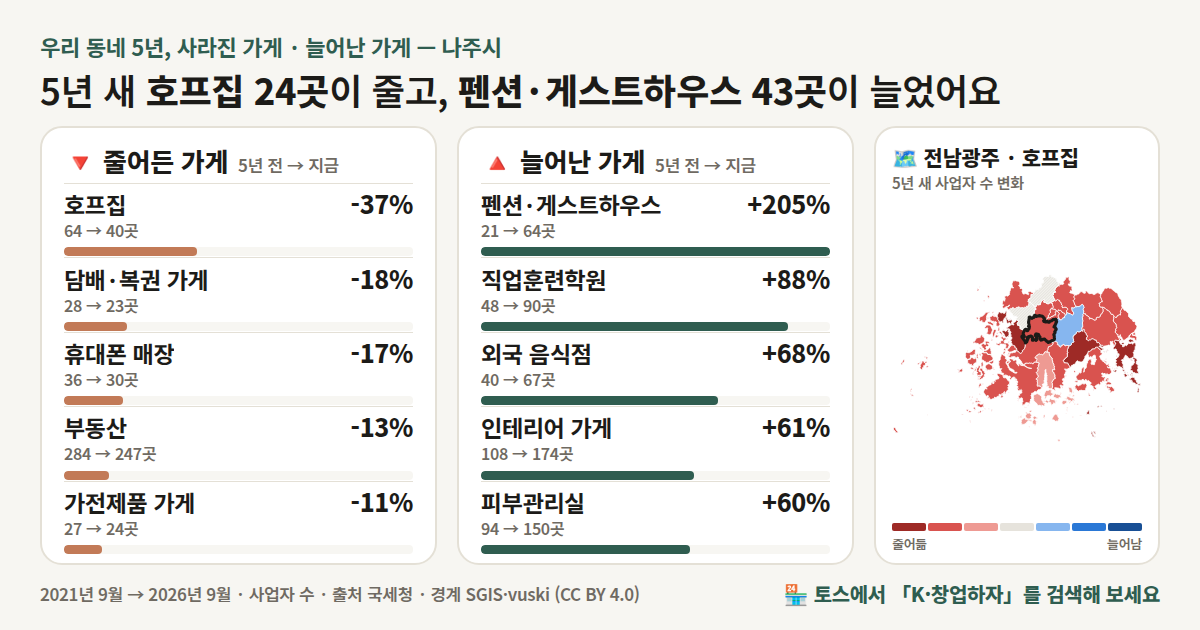 우리 동네 5년, 사라진 가게 · 늘어난 가게 — 나주시
5년 새 호프집 24곳이 줄고, 펜션·게스트하우스 43곳이 늘었어요
줄어든 가게 5년 전 → 지금
호프집 -37%
64 → 40곳
담배·복권 가게 -18%
28 → 23곳
휴대폰 매장 -17%
36 → 30곳
부동산 -13%
284 → 247곳
가전제품 가게 -11%
27 → 24곳
늘어난 가게 5년 전 → 지금
펜션·게스트하우스 +205%
21 → 64곳
직업훈련학원 +88%
48 → 90곳
외국 음식점 +68%
40 → 67곳
인테리어 가게 +61%
108 → 174곳
피부관리실 +60%
94 → 150곳
전남광주 · 호프집
5년 새 사업자 수 변화
줄어듦 늘어남
2021년 9월 → 2026년 9월 · 사업자 수 · 출처 국세청 · 경계 SGIS·vuski (CC BY 4.0)
토스에서 「K·창업하자」를 검색해 보세요